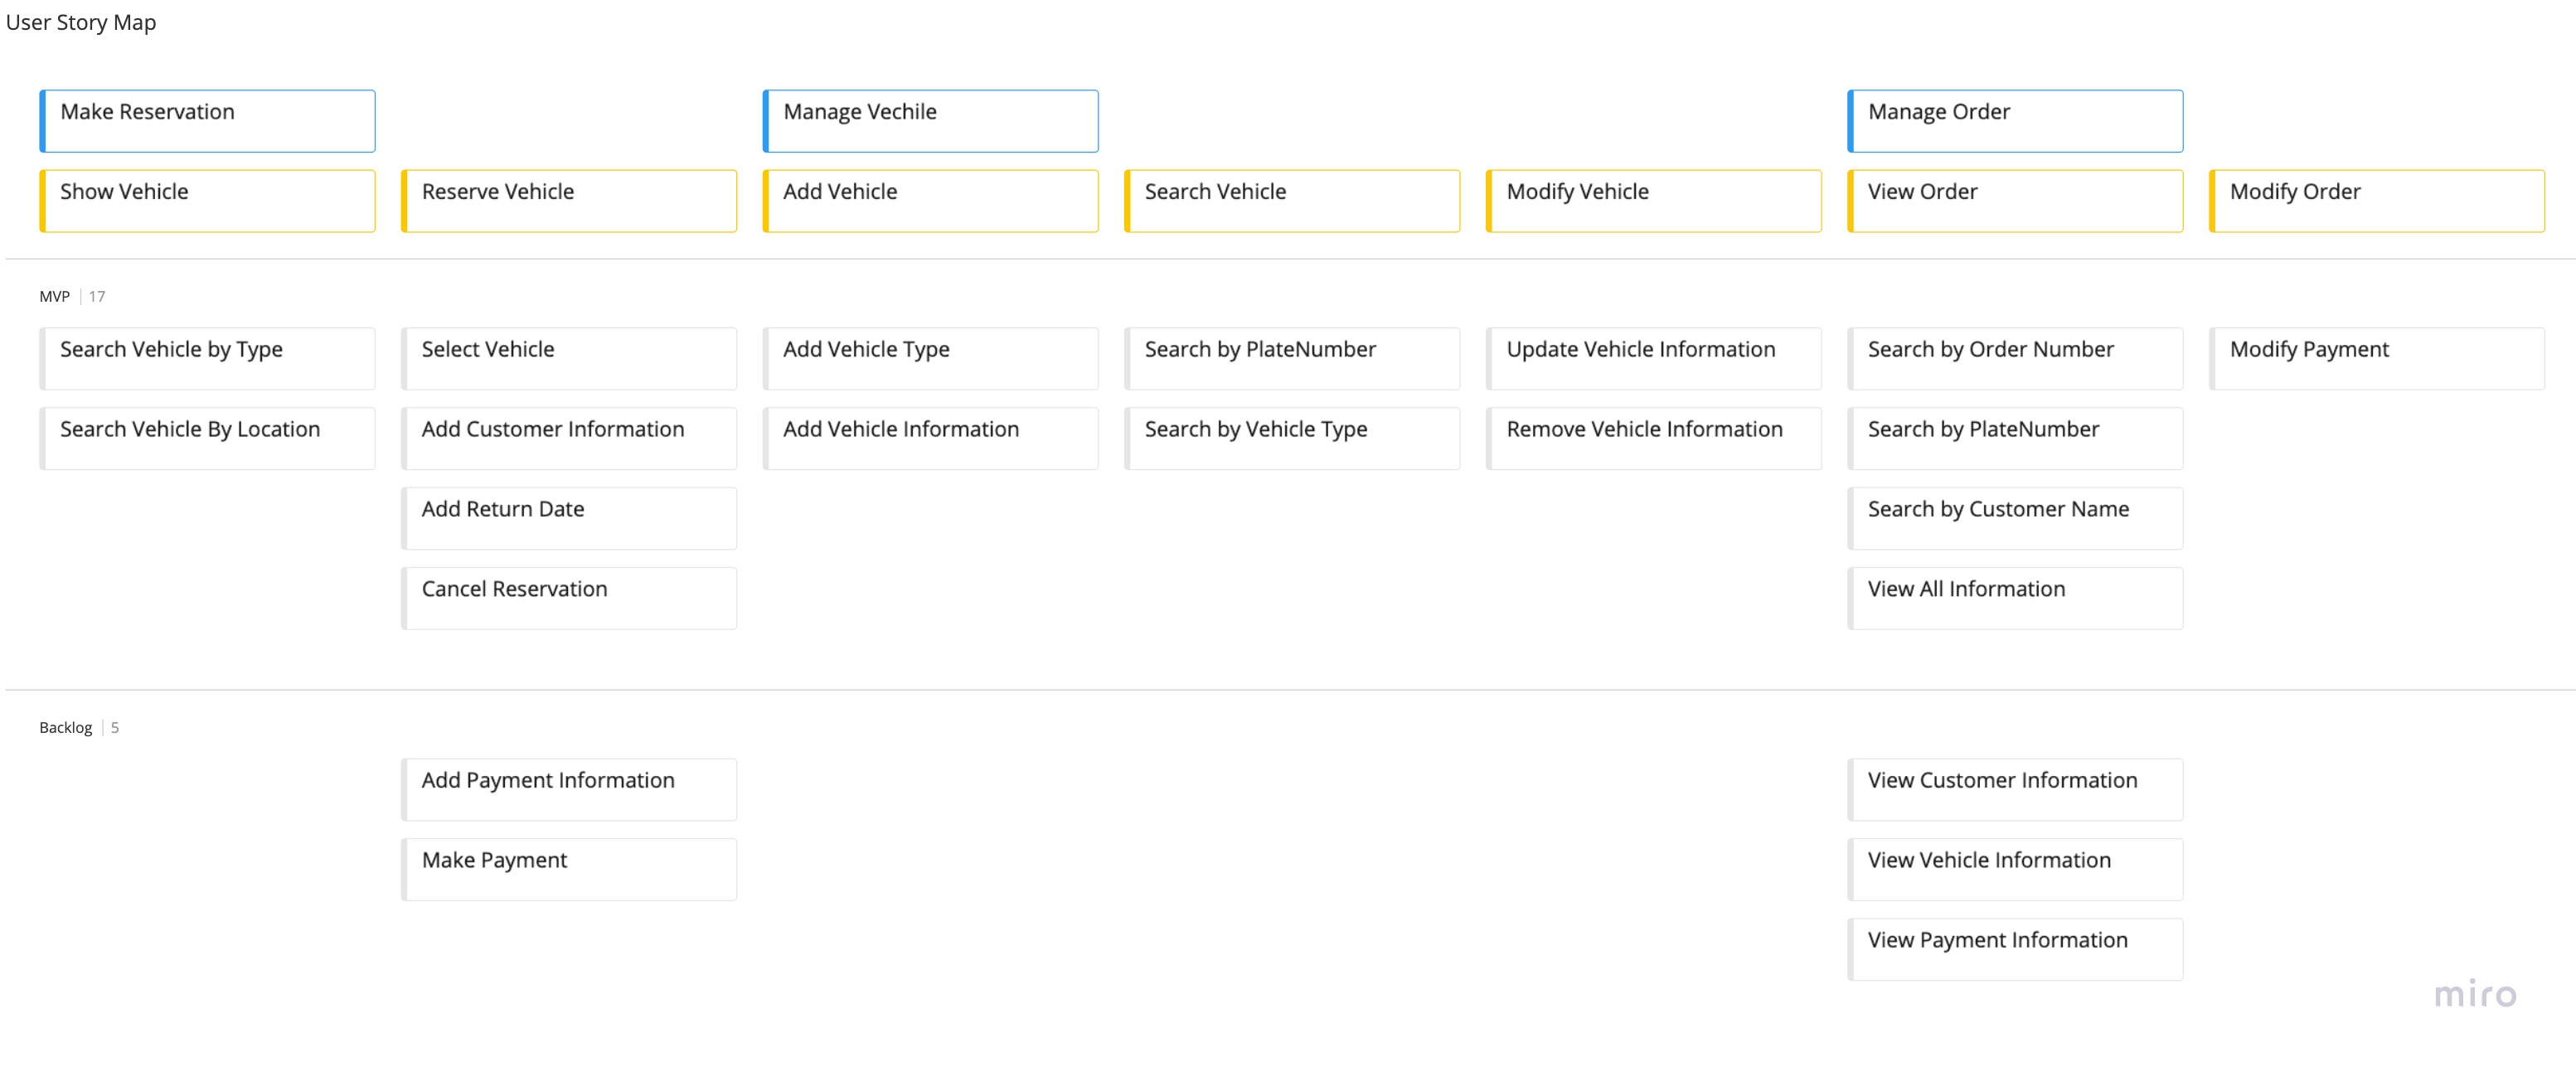 User Story Map
Make Reservation
Manage Vechile
Manage Order
Show Vehicle
Reserve Vehicle
Add Vehicle
Search Vehicle
Modify Vehicle
View Order
Modify Order
MVP 17
Search Vehicle by Type
Select Vehicle
Add Vehicle Type
Search by PlateNumber
Update Vehicle Information
Search by Order Number
Modify Payment
Search Vehicle By Location
Add Customer Information
Add Vehicle Information
Search by Vehicle Type
Remove Vehicle Information
Search by PlateNumber
Add Return Date
Search by Customer Name
Cancel Reservation
View All Information
Backlog 5
Add Payment Information
View Customer Information
Make Payment
View Vehicle Information
View Payment Information
miro